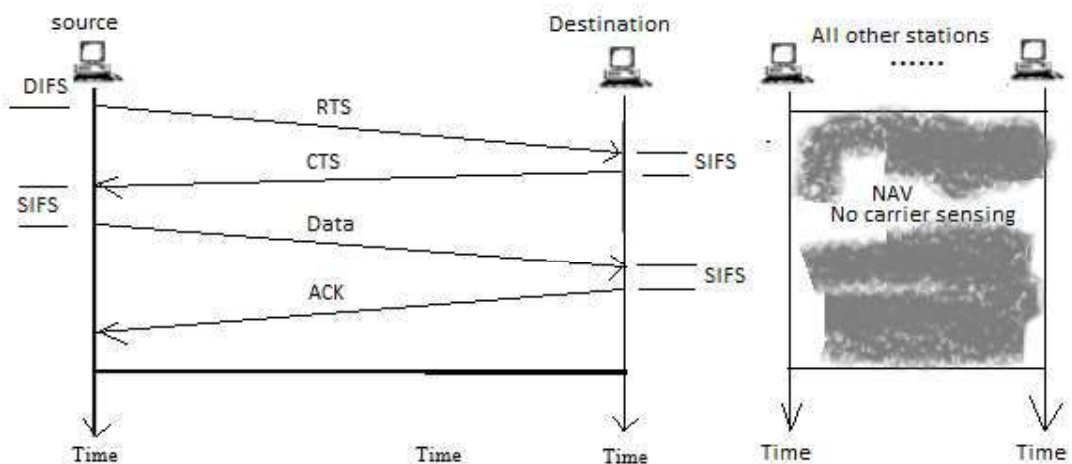 source
Destination
All other stations
......
DIFS
RTS
CTS
SIFS
SIFS
Data
SIFS
ACK
NAV
No carrier sensing
Time
Time
Time
Time
Time